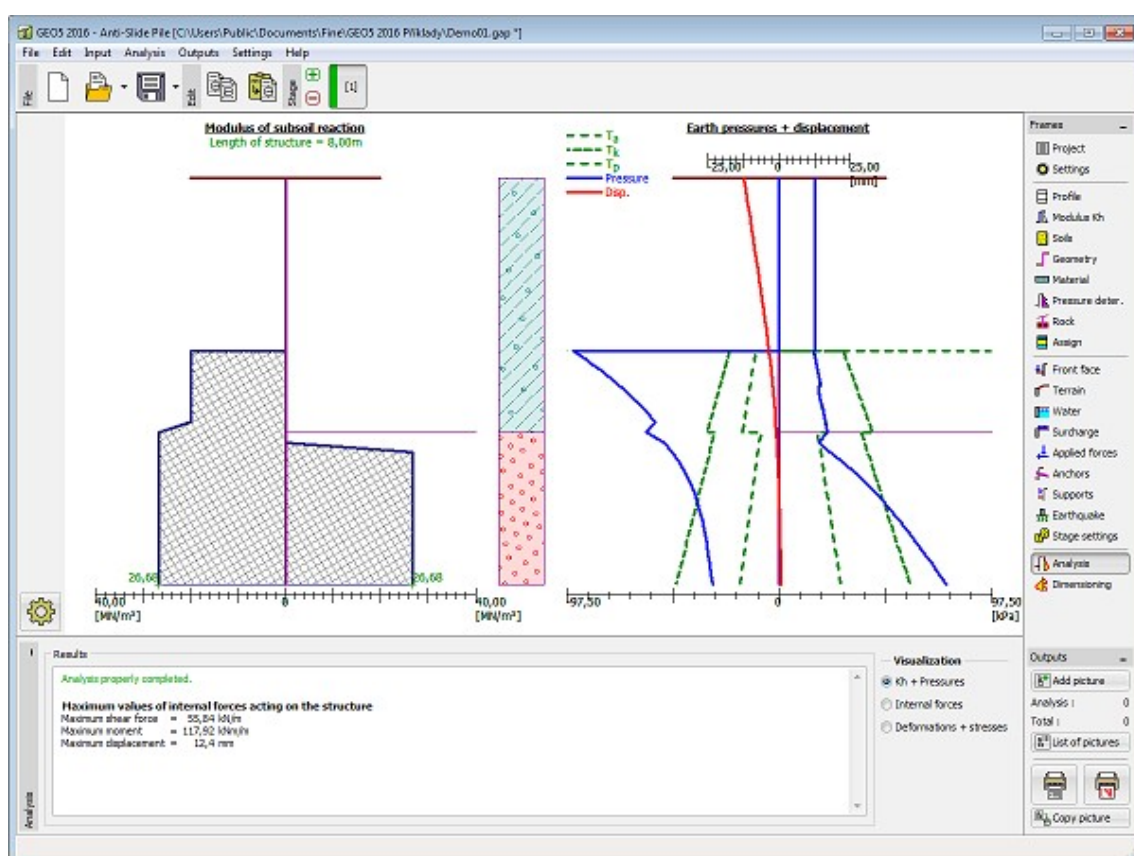 GEO5 2016 - Anti-Slide Pile [C:\Users\Public\Documents\Fine\GEO5 2016 Příklady\Demo01.gap *]
File Edit Input Analysis Outputs Settings Help
File
Edit
Stage
[1]
Modulus of subsoil reaction
Length of structure = 8,00m
Ta
Tk
Tp
Pressure
Disp.
Earth pressures + displacement
-25,00 0 25,00
[mm]
26,68 26,68
40,00 0 40,00
[MN/m³] [MN/m³]
-97,50 0 97,50
[kPa]
Frames
Project
Settings
Profile
Modulus Kh
Soils
Geometry
Material
Pressure deter.
Rock
Assign
Front face
Terrain
Water
Surcharge
Applied forces
Anchors
Supports
Earthquake
Stage settings
Analysis
Dimensioning
Analysis
Results
Analysis properly completed.
Maximum values of internal forces acting on the structure
Maximum shear force = 55,84 kN/m
Maximum moment = 117,92 kNm/m
Maximum displacement = 12,4 mm
Visualization
Kh + Pressures
Internal forces
Deformations + stresses
Outputs
Add picture
Analysis : 0
Total : 0
List of pictures
Copy picture